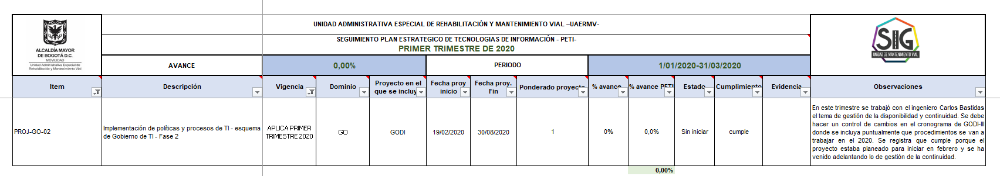 ALCALDÍA MAYOR
DE BOGOTÁ D.C.
MOVILIDAD
Unidad Administrativa Especial de
Rehabilitación y Mantenimiento Vial
UNIDAD ADMINISTRATIVA ESPECIAL DE REHABILITACIÓN Y MANTENIMIENTO VIAL –UAERMV-
SEGUIMIENTO PLAN ESTRATEGICO DE TECNOLOGIAS DE INFORMACIÓN - PETI-
PRIMER TRIMESTRE DE 2020
SIG
UNIDAD DE MANTENIMIENTO VIAL
AVANCE 0,00% PERIODO 1/01/2020-31/03/2020
Item
Descripción
Vigencia
Dominio
Proyecto en el
que se incluy
Fecha proy
inicio
Fecha proy.
Fin
Ponderado proyecto
% avance
% avance PETI
Estado
Cumplimiento
Evidencia
Observaciones
PROJ-GO-02
Implementación de políticas y procesos de TI - esquema
de Gobierno de TI - Fase 2
APLICA PRIMER
TRIMESTRE 2020
GO
GODI
19/02/2020
30/08/2020
1
0%
0,0%
Sin iniciar
cumple
En este trimestre se trabajó con el ingeniero Carlos Bastidas
el tema de gestión de la disponibilidad y continuidad. Se debe
hacer un control de cambios en el cronograma de GODI-III
donde se incluya puntualmente que procedimientos se van a
trabajar en el 2020. Se registra que cumple porque el
proyecto estaba planeado para iniciar en febrero y se ha
venido adelantando lo de gestión de la continuidad.
0,00%